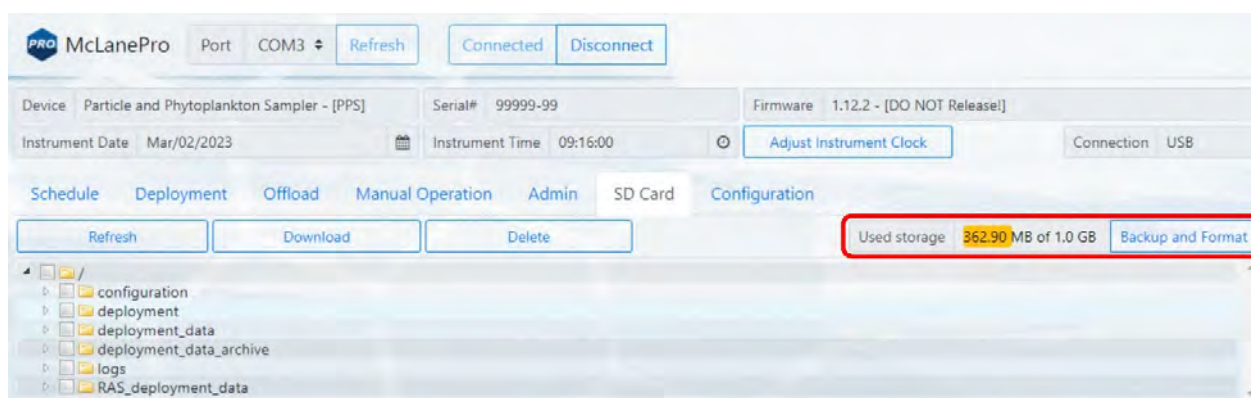 PRO McLanePro Port COM3 Refresh Connected Disconnect
Device Particle and Phytoplankton Sampler - [PPS] Serial# 99999-99 Firmware 1.12.2 - [DO NOT Release!]
Instrument Date Mar/02/2023 Instrument Time 09:16:00 Adjust Instrument Clock Connection USB
Schedule Deployment Offload Manual Operation Admin SD Card Configuration
Refresh Download Delete Used storage 362.90 MB of 1.0 GB Backup and Format
/
configuration
deployment
deployment_data
deployment_data_archive
logs
RAS_deployment_data